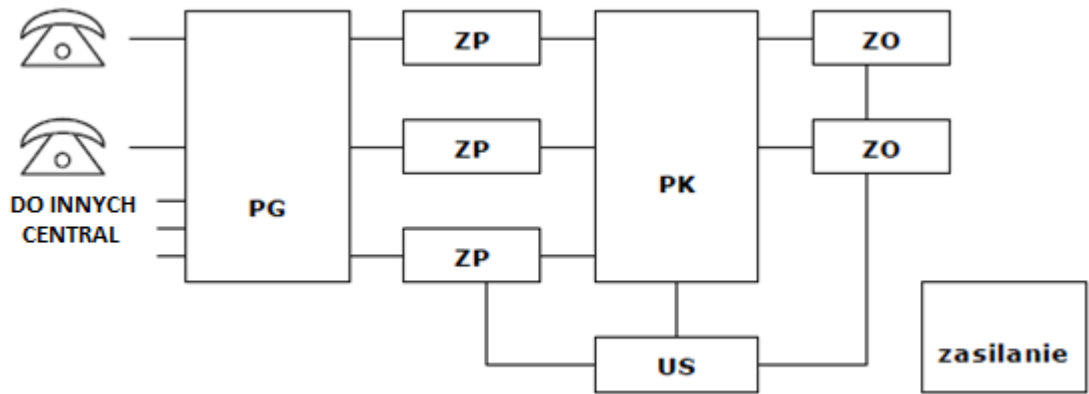 ZP
ZO
ZP
ZO
DO INNYCH
CENTRAL
PG
PK
ZP
US
zasilanie